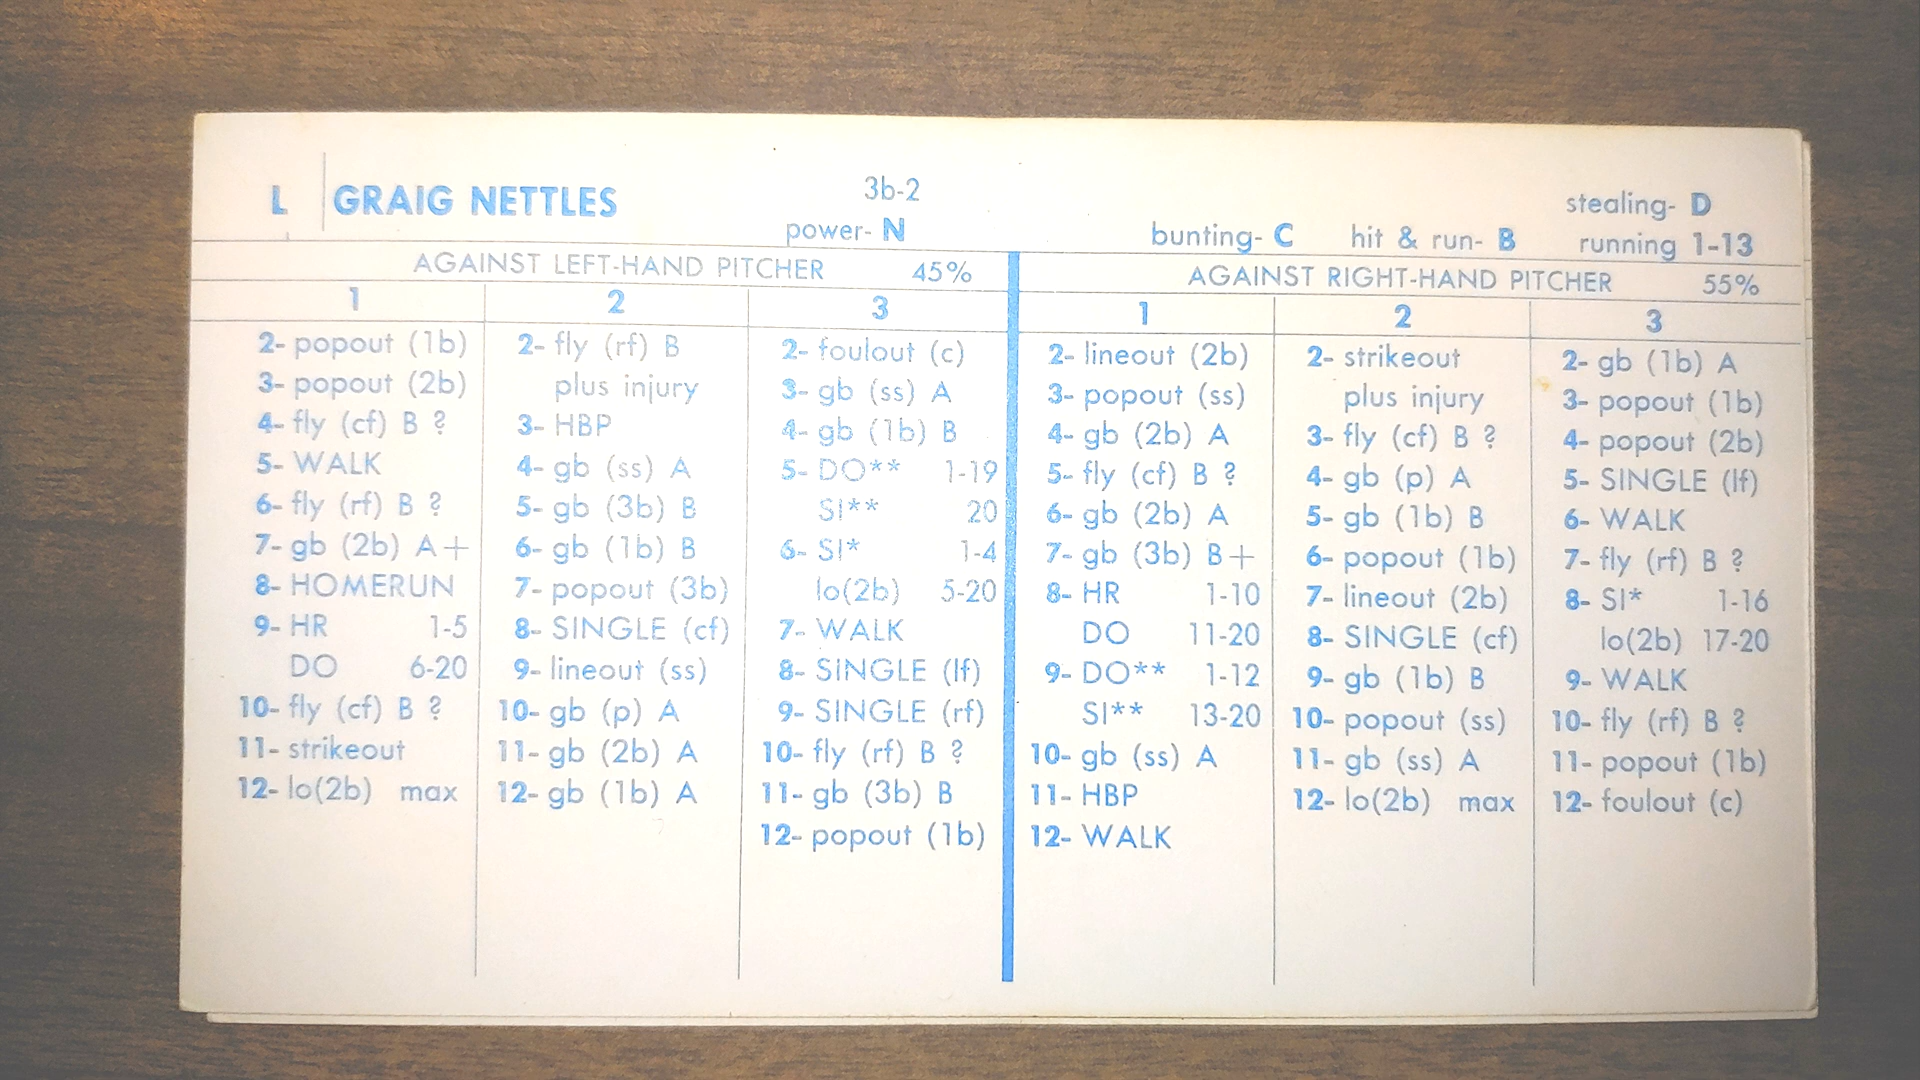 L GRAIG NETTLES 3b-2 stealing- D
power- N bunting- C hit & run- B running 1-13
AGAINST LEFT-HAND PITCHER 45%
1 2 3
2- popout (1b)
3- popout (2b)
4- fly (cf) B ?
5- WALK
6- fly (rf) B ?
7- gb (2b) A+
8- HOMERUN
9- HR 1-5
DO 6-20
10- fly (cf) B ?
11- strikeout
12- lo(2b) max
2- fly (rf) B
plus injury
3- HBP
4- gb (ss) A
5- gb (3b) B
6- gb (1b) B
7- popout (3b)
8- SINGLE (cf)
9- lineout (ss)
10- gb (p) A
11- gb (2b) A
12- gb (1b) A
2- foulout (c)
3- gb (ss) A
4- gb (1b) B
5- DO** 1-19
SI** 20
6- SI* 1-4
lo(2b) 5-20
7- WALK
8- SINGLE (lf)
9- SINGLE (rf)
10- fly (rf) B ?
11- gb (3b) B
12- popout (1b)
AGAINST RIGHT-HAND PITCHER 55%
1 2 3
2- lineout (2b)
3- popout (ss)
4- gb (2b) A
5- fly (cf) B ?
6- gb (2b) A
7- gb (3b) B+
8- HR 1-10
DO 11-20
9- DO** 1-12
SI** 13-20
10- gb (ss) A
11- HBP
12- WALK
2- strikeout
plus injury
3- fly (cf) B ?
4- gb (p) A
5- gb (1b) B
6- popout (1b)
7- lineout (2b)
8- SINGLE (cf)
9- gb (1b) B
10- popout (ss)
11- gb (ss) A
12- lo(2b) max
2- gb (1b) A
3- popout (1b)
4- popout (2b)
5- SINGLE (lf)
6- WALK
7- fly (rf) B ?
8- SI* 1-16
lo(2b) 17-20
9- WALK
10- fly (rf) B ?
11- popout (1b)
12- foulout (c)